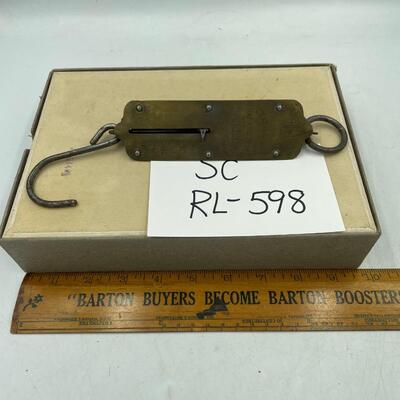 SC
RL-598
"BARTON BUYERS BECOME BARTON BOOSTERS